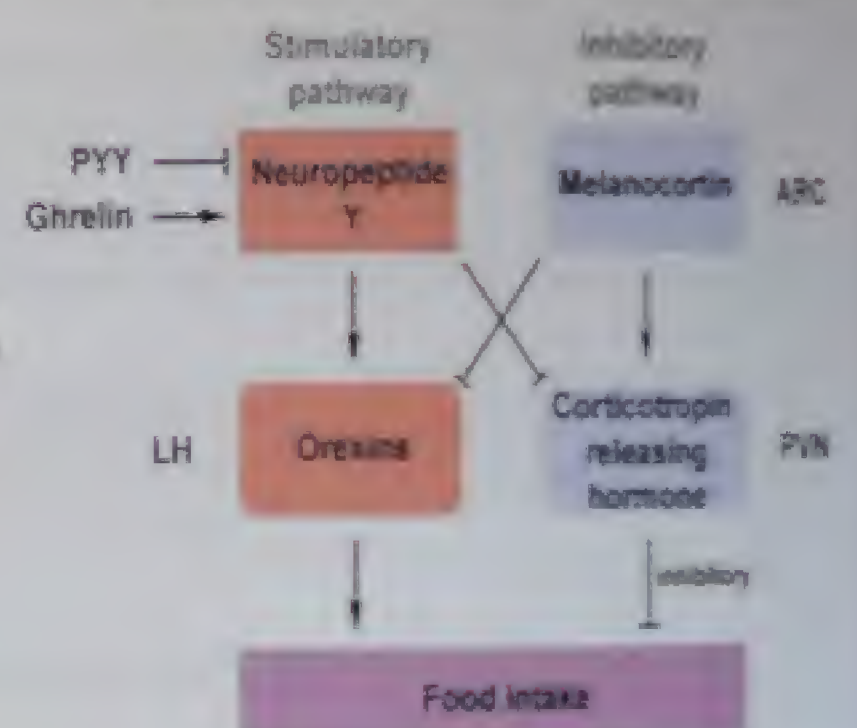 Stimulatory
pathway
Inhibitory
pathway
PYY
Ghrelin
Neuropeptide
Y
Melanocortin
ARC
LH
Orexins
Corticotropin
releasing
hormone
PVN
inhibitory
Food Intake